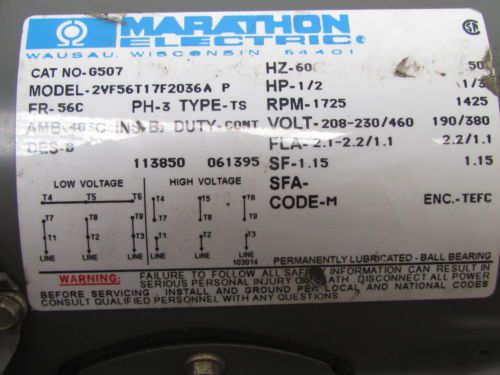 MARATHON
ELECTRIC®
WAUSAU, WISCONSIN 54401
CAT NO-G507
MODEL-2VF56T17F2036A P
FR-56C PH-3 TYPE-TS
AMB-40°C INS-B3 DUTY-CONT
DES-B
113850 061395
HZ-60 50
HP-1/2 1/3
RPM-1725 1425
VOLT-208-230/460 190/380
FLA-2.1-2.2/1.1 2.2/1.1
SF-1.15 1.15
SFA-
CODE-M ENC.-TEFC
LOW VOLTAGE HIGH VOLTAGE
T4 T5 T6 T4 T5 T6
T7 T8 T9 T7 T8 T9
T1 T2 T3 T1 T2 T3
LINE LINE LINE LINE LINE LINE
103014
PERMANENTLY LUBRICATED - BALL BEARING
WARNING: FAILURE TO FOLLOW ALL SAFETY INFORMATION CAN RESULT IN
SERIOUS PERSONAL INJURY OR DEATH. DISCONNECT ALL POWER
BEFORE SERVICING. INSTALL AND GROUND PER LOCAL AND NATIONAL CODES
CONSULT QUALIFIED PERSONNEL WITH ANY QUESTIONS!